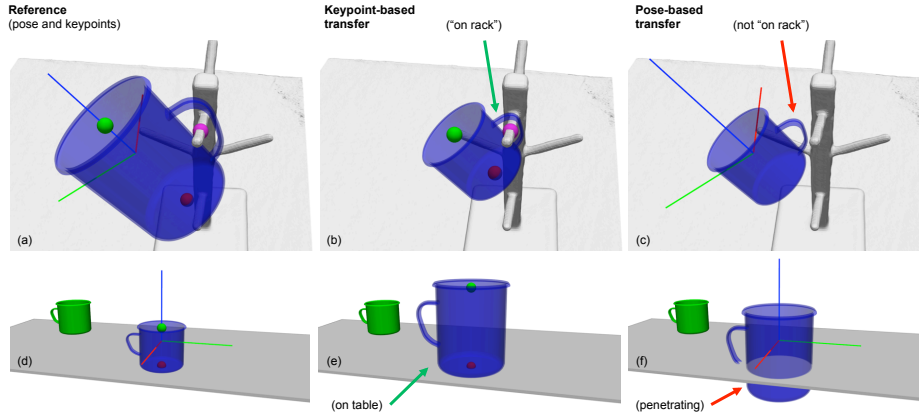 Reference
(pose and keypoints)
Keypoint-based
transfer
("on rack")
Pose-based
transfer
(not "on rack")
(a)
(b)
(c)
(d)
(e)
(on table)
(f)
(penetrating)